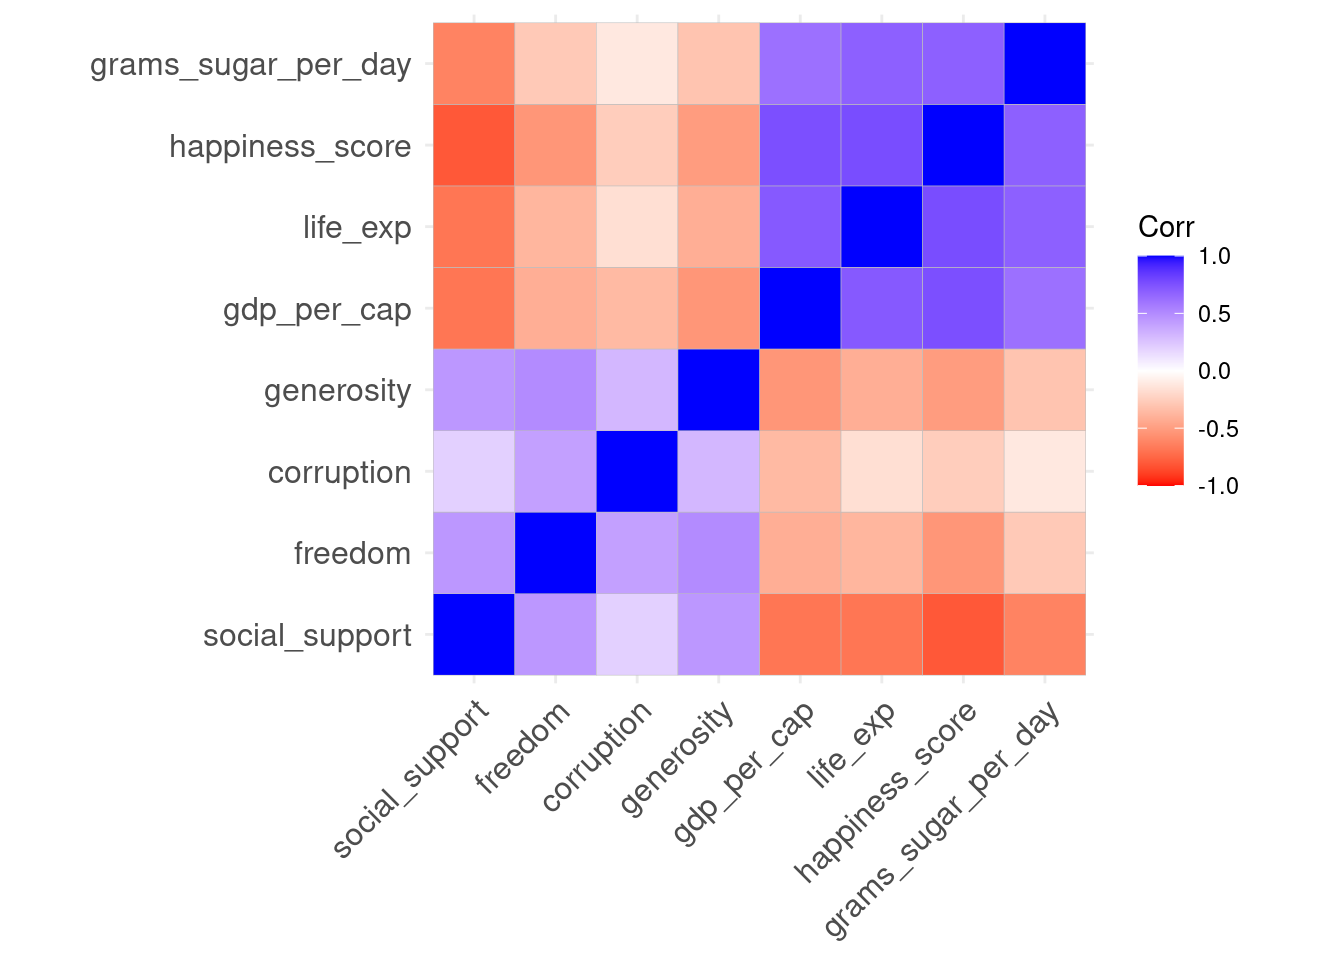 grams_sugar_per_day
happiness_score
life_exp
gdp_per_cap
generosity
corruption
freedom
social_support
social_support
freedom
corruption
generosity
gdp_per_cap
life_exp
happiness_score
grams_sugar_per_day
Corr
1.0
0.5
0.0
-0.5
-1.0